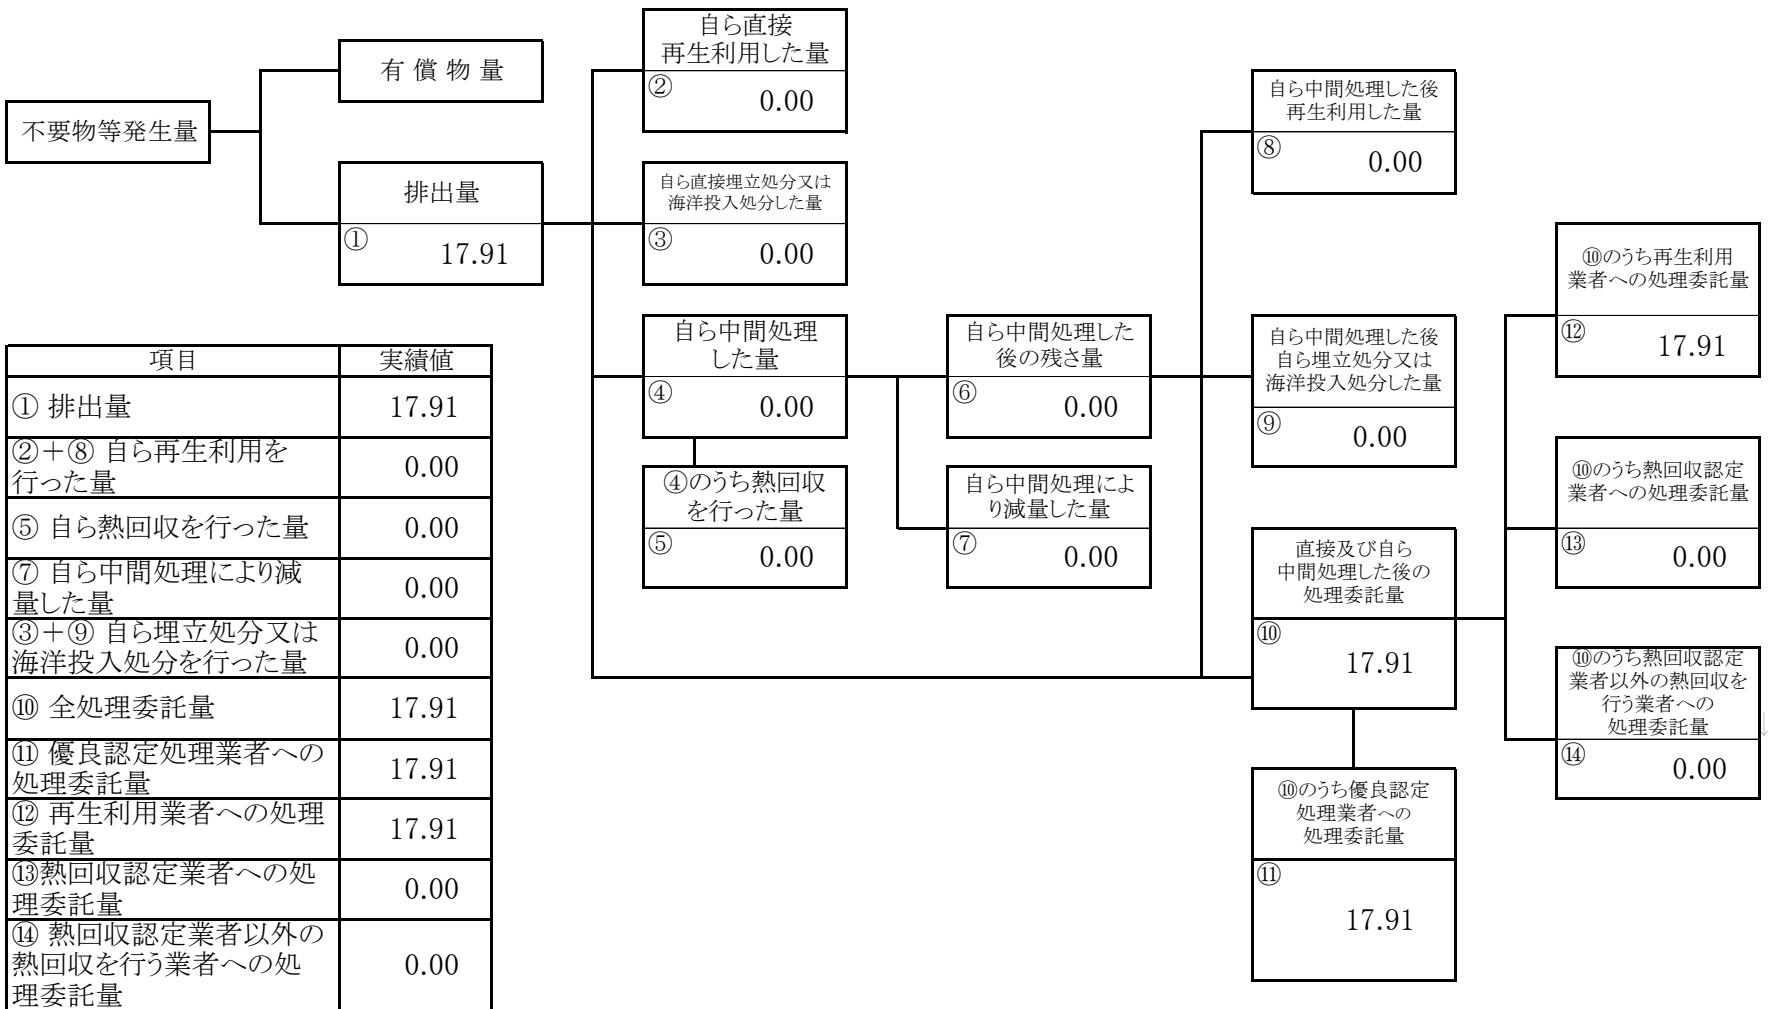 不要物等発生量
有 償 物 量
排出量
①
17.91
自ら直接
再生利用した量
②
0.00
自ら直接埋立処分又は
海洋投入処分した量
③
0.00
自ら中間処理
した量
④
0.00
④のうち熱回収
を行った量
⑤
0.00
自ら中間処理した
後の残さ量
⑥
0.00
自ら中間処理によ
り減量した量
⑦
0.00
自ら中間処理した後
再生利用した量
⑧
0.00
自ら中間処理した後
自ら埋立処分又は
海洋投入処分した量
⑨
0.00
直接及び自ら
中間処理した後の
処理委託量
⑩
17.91
⑩のうち優良認定
処理業者への
処理委託量
⑪
17.91
⑩のうち再生利用
業者への処理委託量
⑫
17.91
⑩のうち熱回収認定
業者への処理委託量
⑬
0.00
⑩のうち熱回収認定
業者以外の熱回収を
行う業者への
処理委託量
⑭
0.00
↓
項目 実績値
① 排出量 17.91
②＋⑧ 自ら再生利用を
行った量 0.00
⑤ 自ら熱回収を行った量 0.00
⑦ 自ら中間処理により減
量した量 0.00
③＋⑨ 自ら埋立処分又は
海洋投入処分を行った量 0.00
⑩ 全処理委託量 17.91
⑪ 優良認定処理業者への
処理委託量 17.91
⑫ 再生利用業者への処理
委託量 17.91
⑬熱回収認定業者への処
理委託量 0.00
⑭ 熱回収認定業者以外の
熱回収を行う業者への処
理委託量 0.00